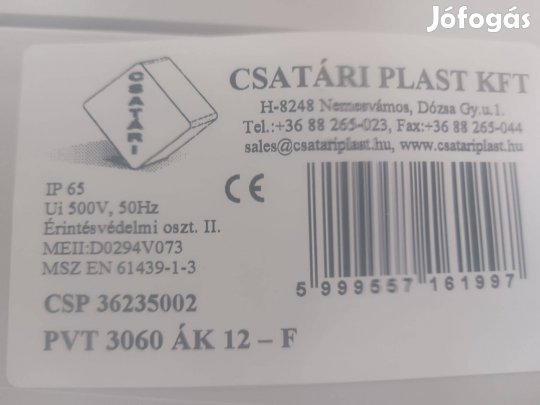 Jófogás
CSATÁRI
CSATÁRI PLAST KFT
H-8248 Nemesvámos, Dózsa Gy.u.1.
Tel.:+36 88 265-023, Fax:+36 88 265-044
sales@csatariplast.hu, www.csatariplast.hu
IP 65
Ui 500V, 50Hz
Érintésvédelmi oszt. II.
MEII:D0294V073
MSZ EN 61439-1-3
CE
5 999557 161997
CSP 36235002
PVT 3060 ÁK 12 – F